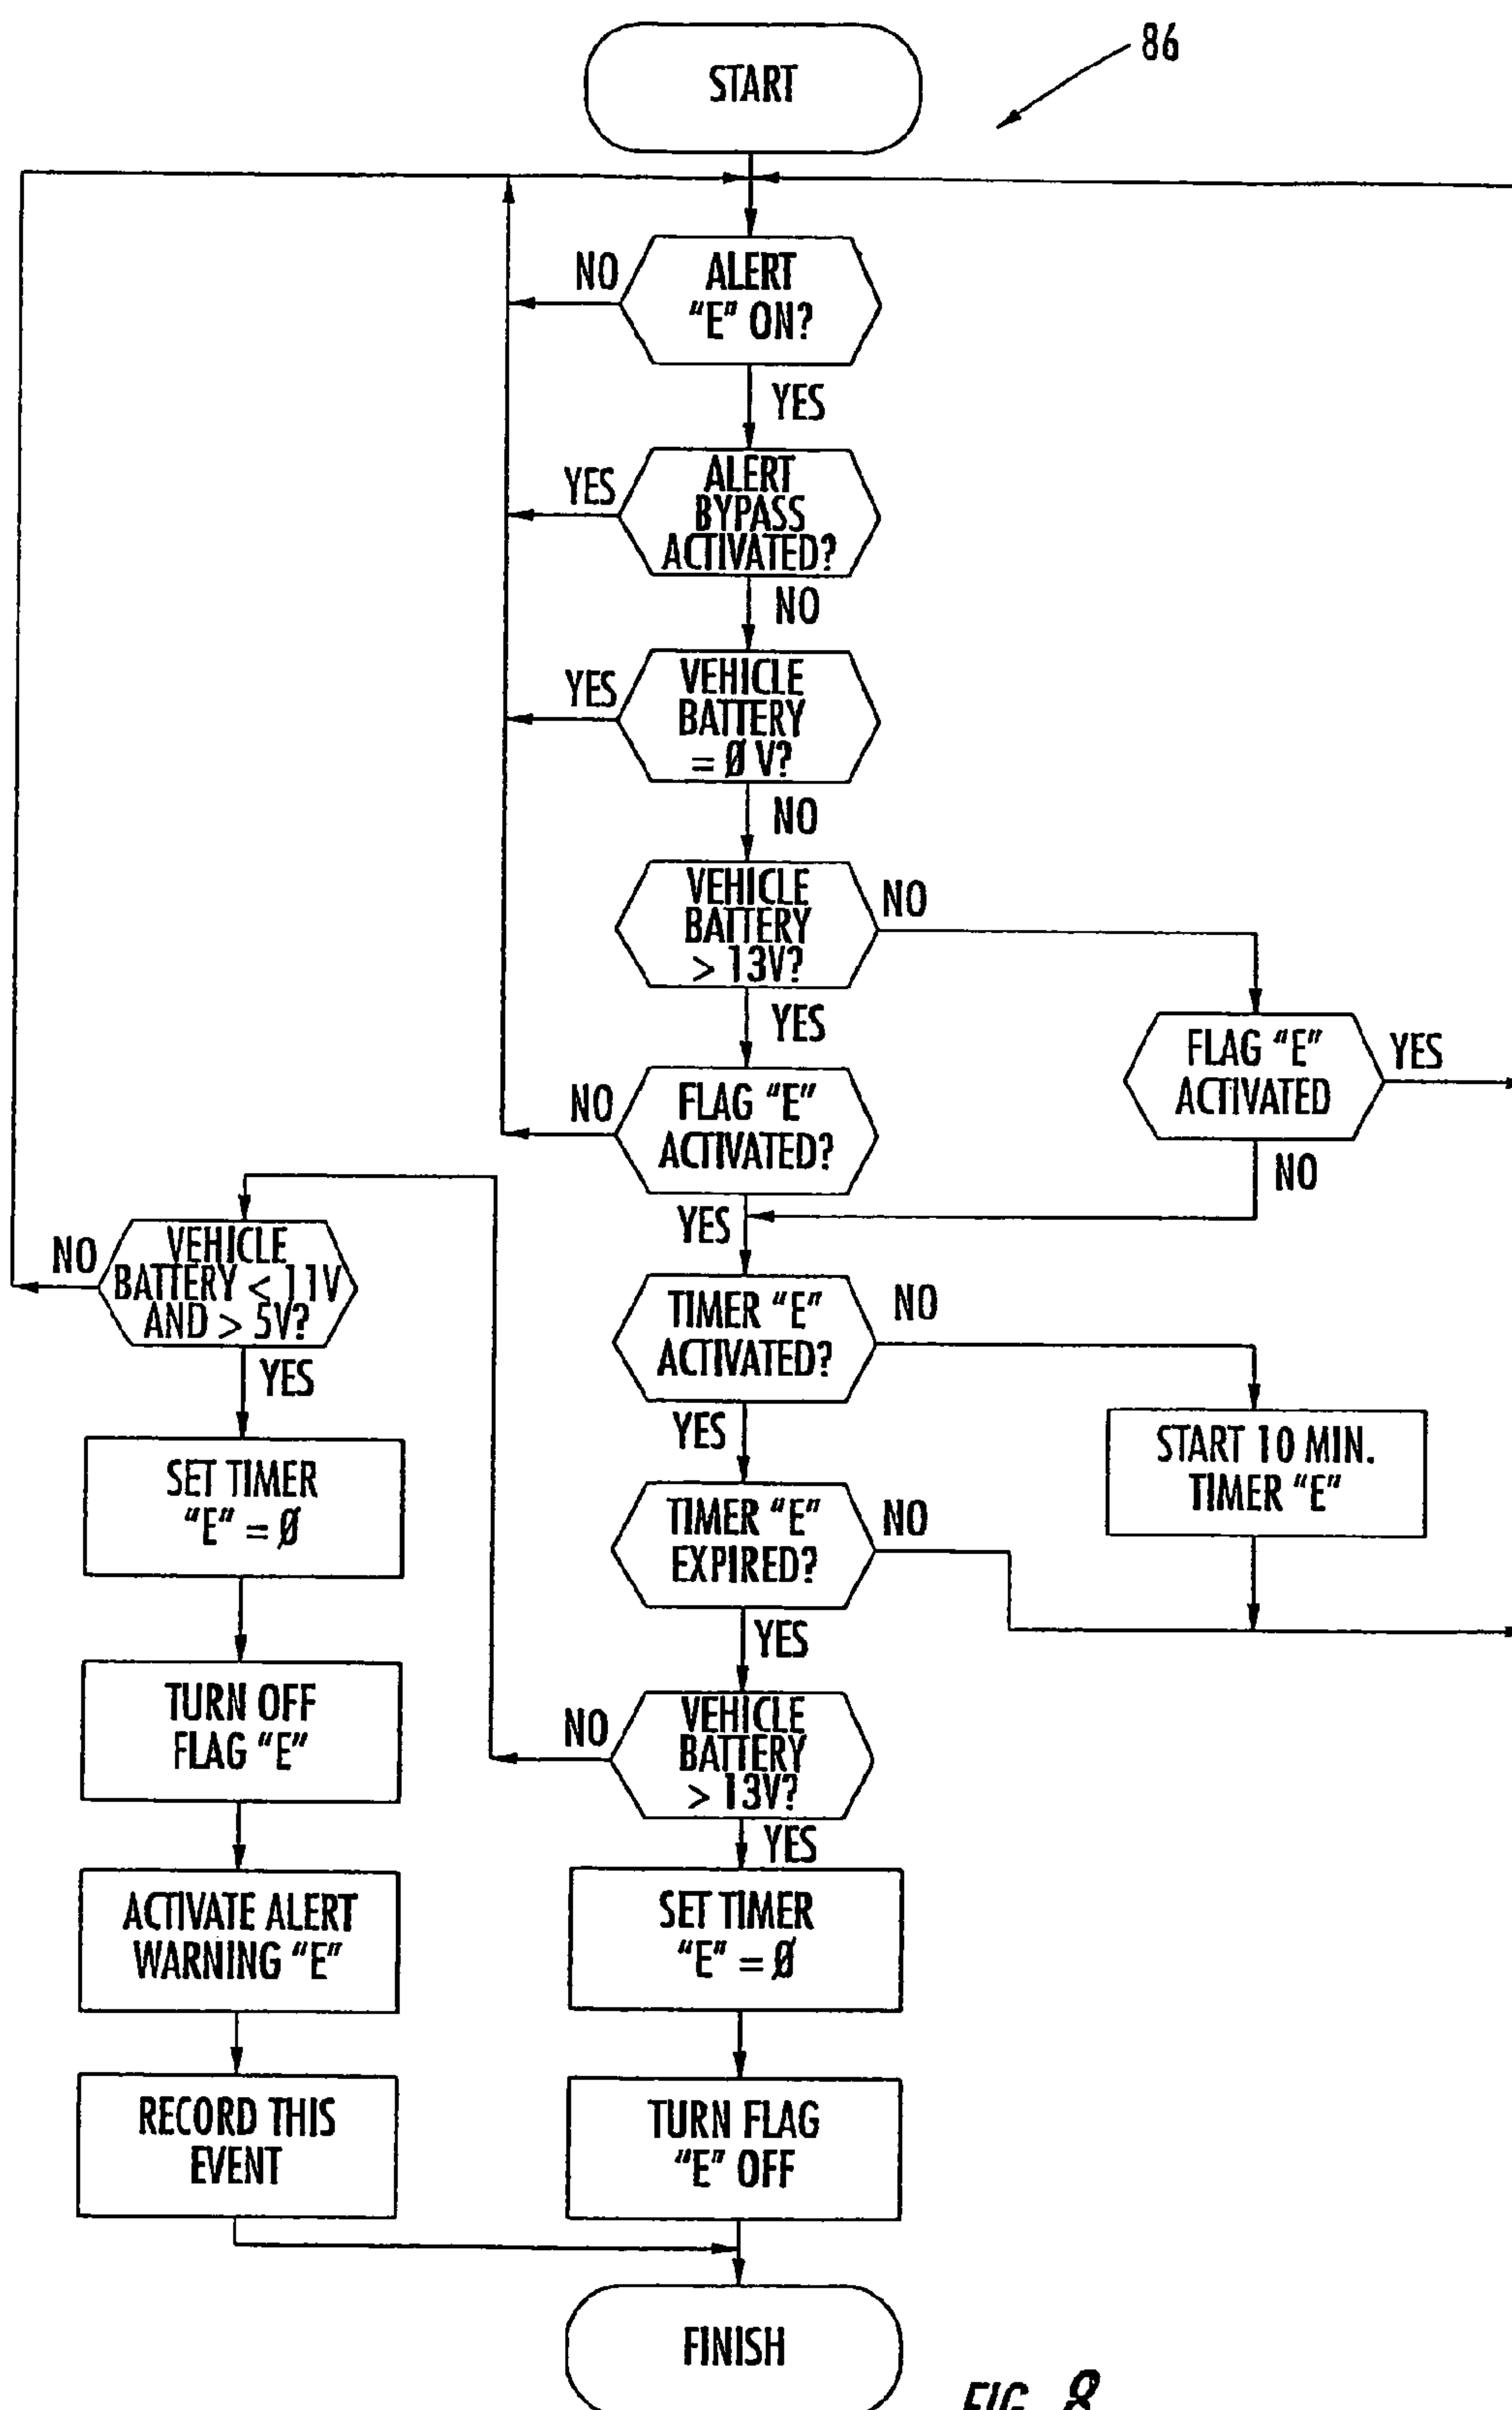 START
86
ALERT
"E" ON?
NO
YES
ALERT
BYPASS
ACTIVATED?
YES
NO
VEHICLE
BATTERY
= Ø V?
YES
NO
VEHICLE
BATTERY
> 13V?
NO
YES
FLAG "E"
ACTIVATED
YES
NO
FLAG "E"
ACTIVATED?
NO
YES
VEHICLE
BATTERY < 11V
AND > 5V?
NO
YES
TIMER "E"
ACTIVATED?
NO
YES
START 10 MIN.
TIMER "E"
SET TIMER
"E" = Ø
TIMER "E"
EXPIRED?
NO
YES
TURN OFF
FLAG "E"
VEHICLE
BATTERY
> 13V?
NO
YES
ACTIVATE ALERT
WARNING "E"
SET TIMER
"E" = Ø
RECORD THIS
EVENT
TURN FLAG
"E" OFF
FINISH
FIG. 8